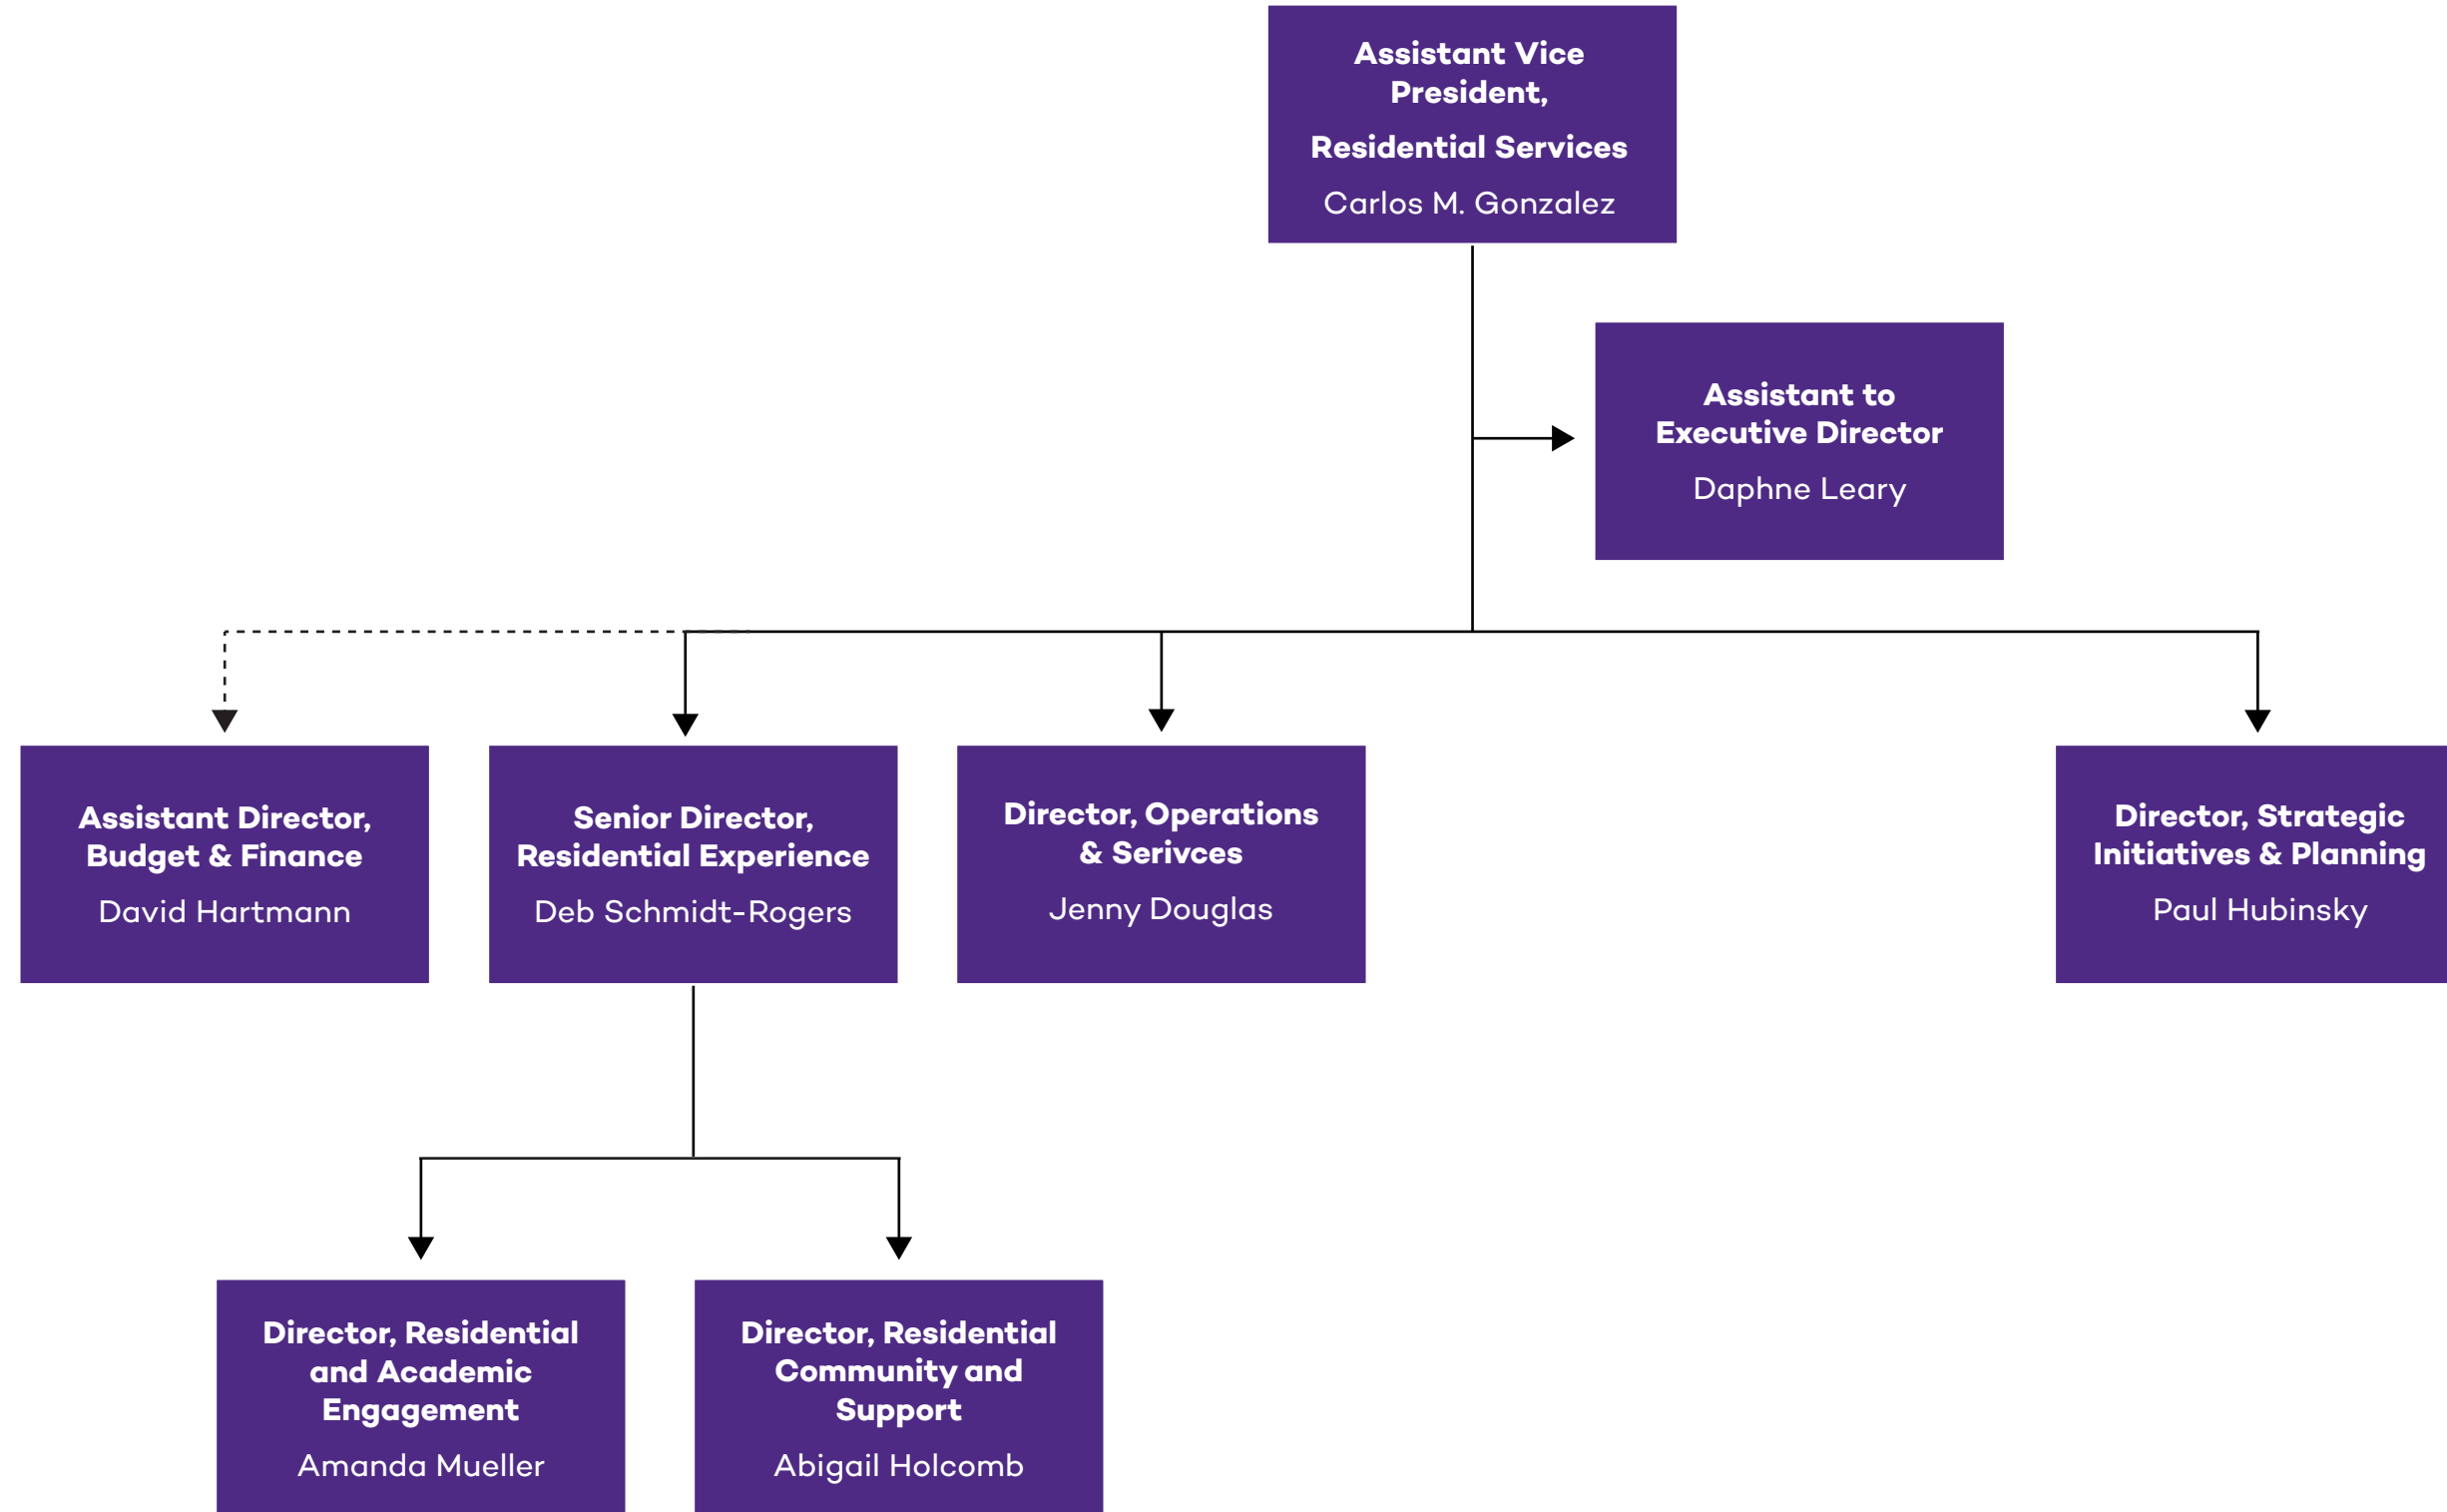 Assistant Vice
President,
Residential Services
Carlos M. Gonzalez
Assistant to
Executive Director
Daphne Leary
Assistant Director,
Budget & Finance
David Hartmann
Senior Director,
Residential Experience
Deb Schmidt-Rogers
Director, Operations
& Serivces
Jenny Douglas
Director, Strategic
Initiatives & Planning
Paul Hubinsky
Director, Residential
and Academic
Engagement
Amanda Mueller
Director, Residential
Community and
Support
Abigail Holcomb